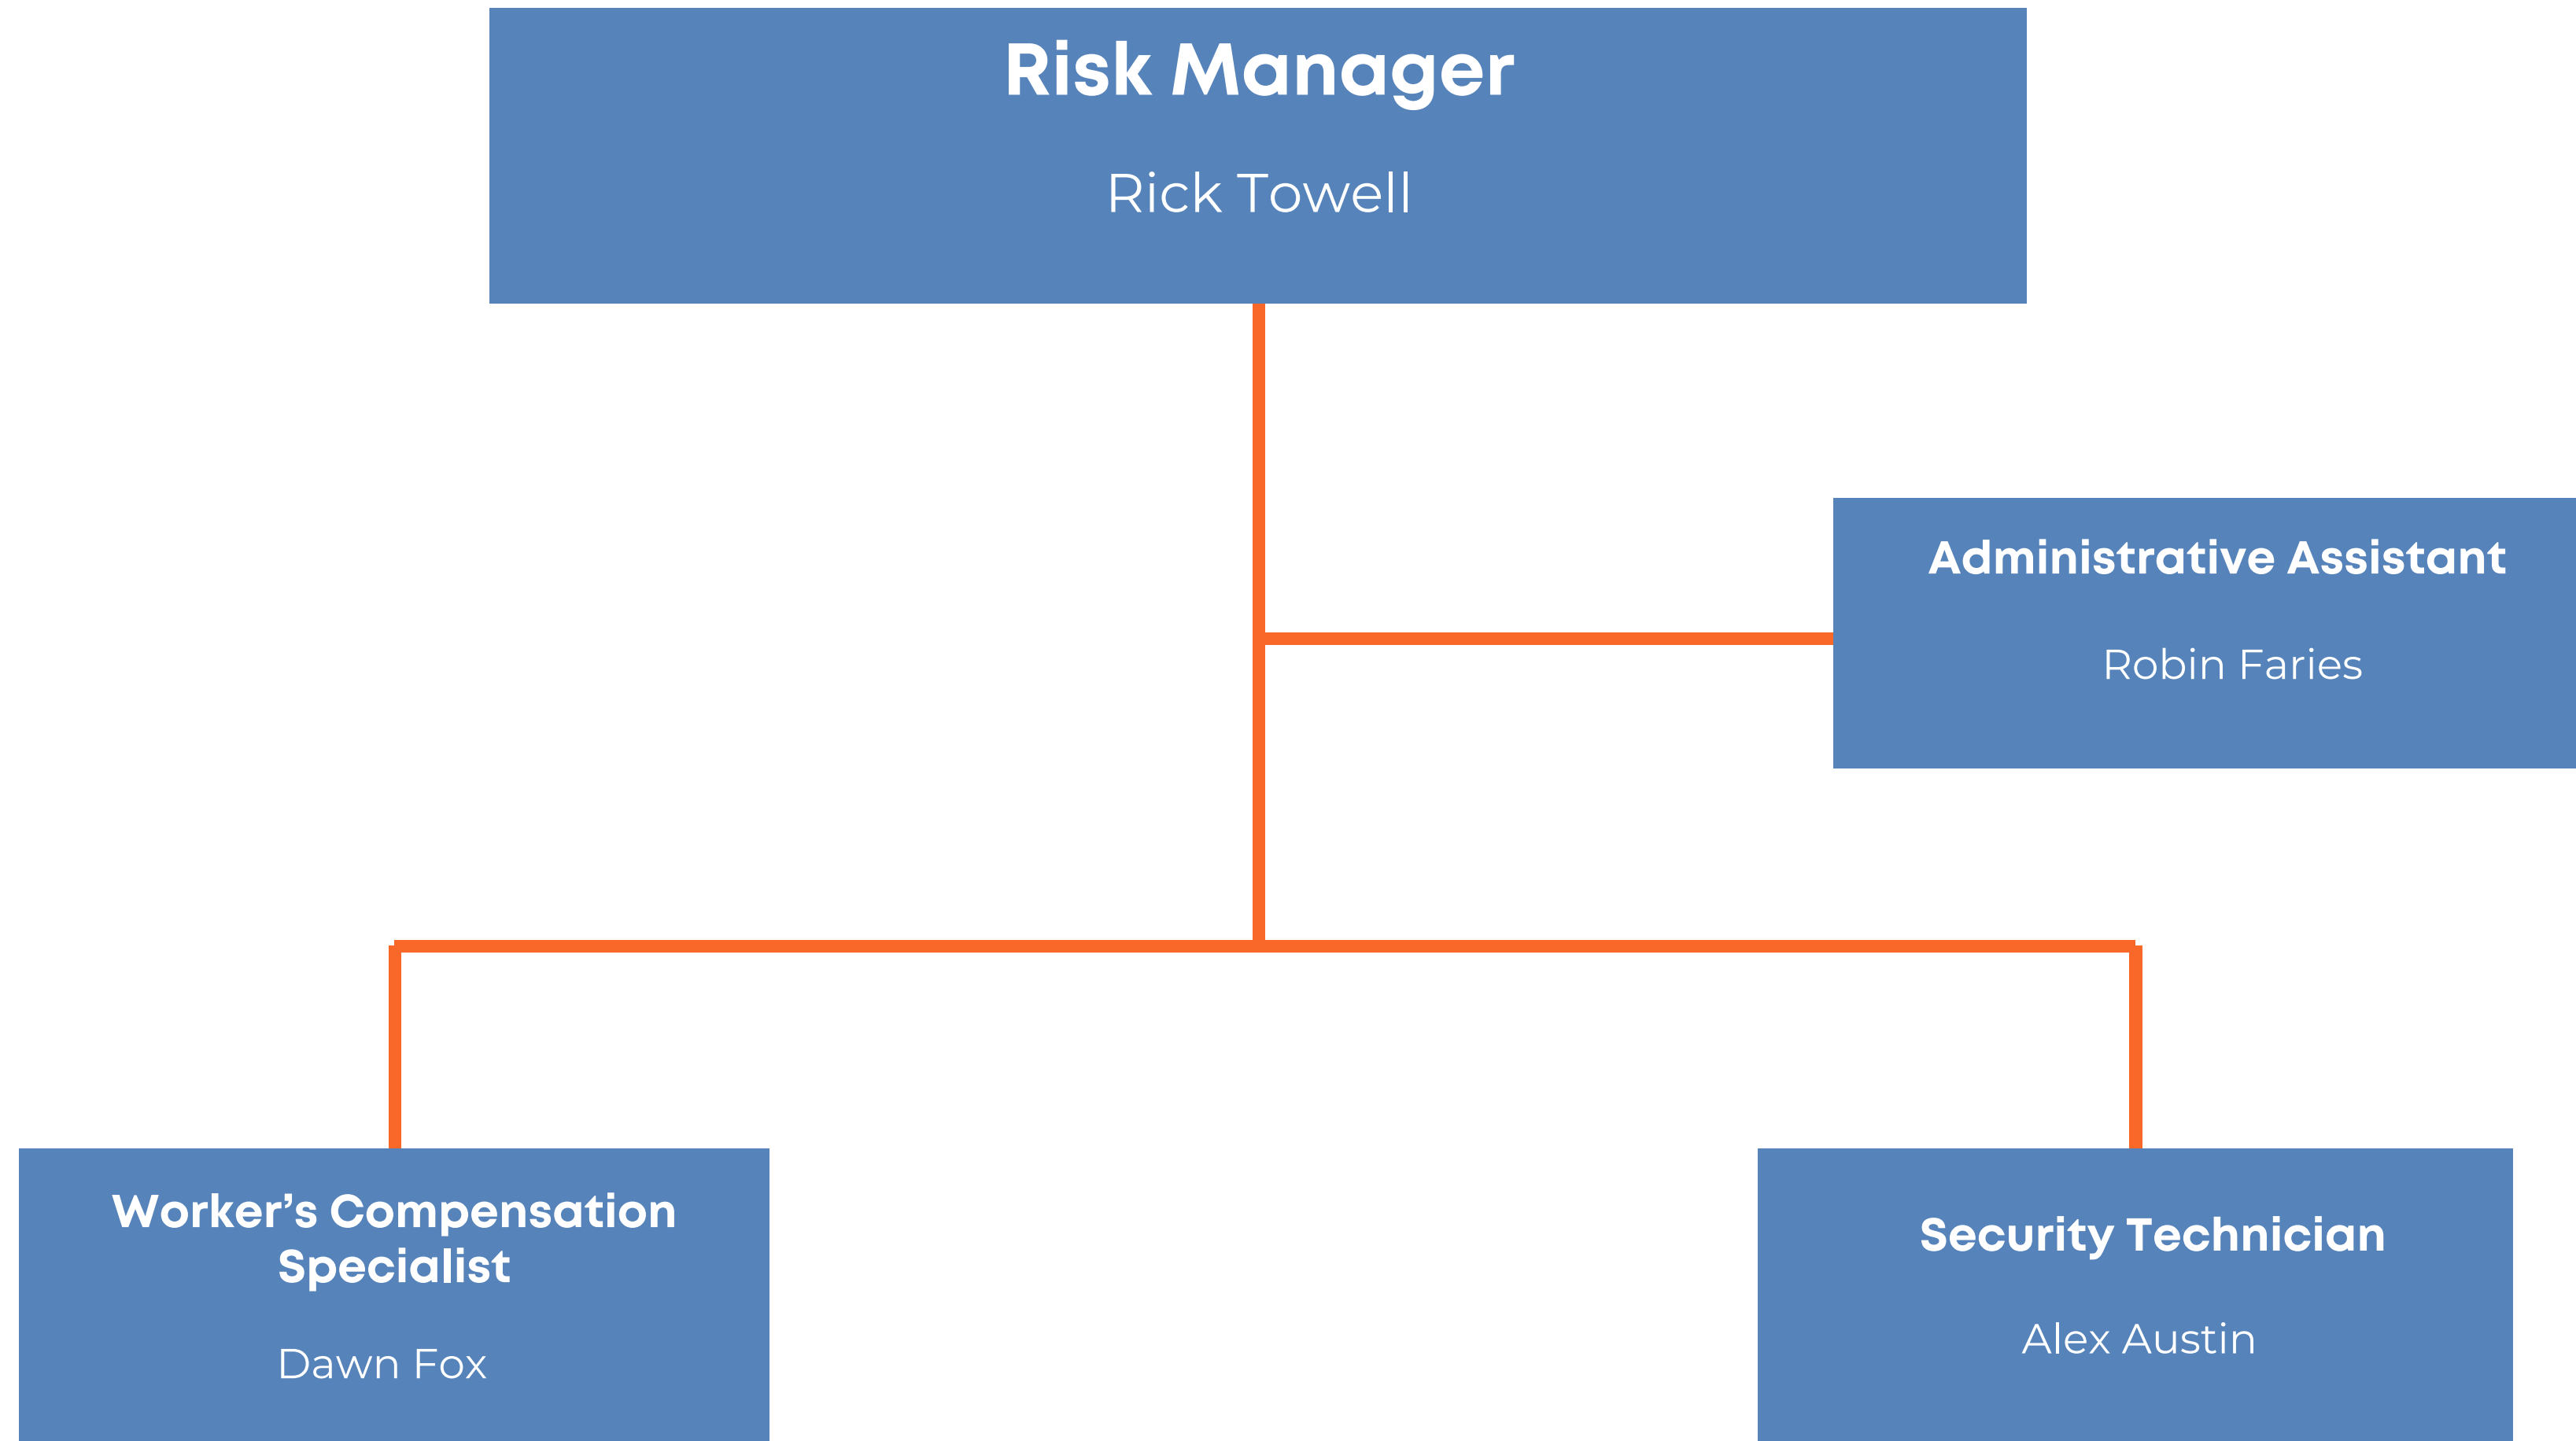 Risk Manager
Rick Towell
Administrative Assistant
Robin Faries
Worker’s Compensation
Specialist
Dawn Fox
Security Technician
Alex Austin